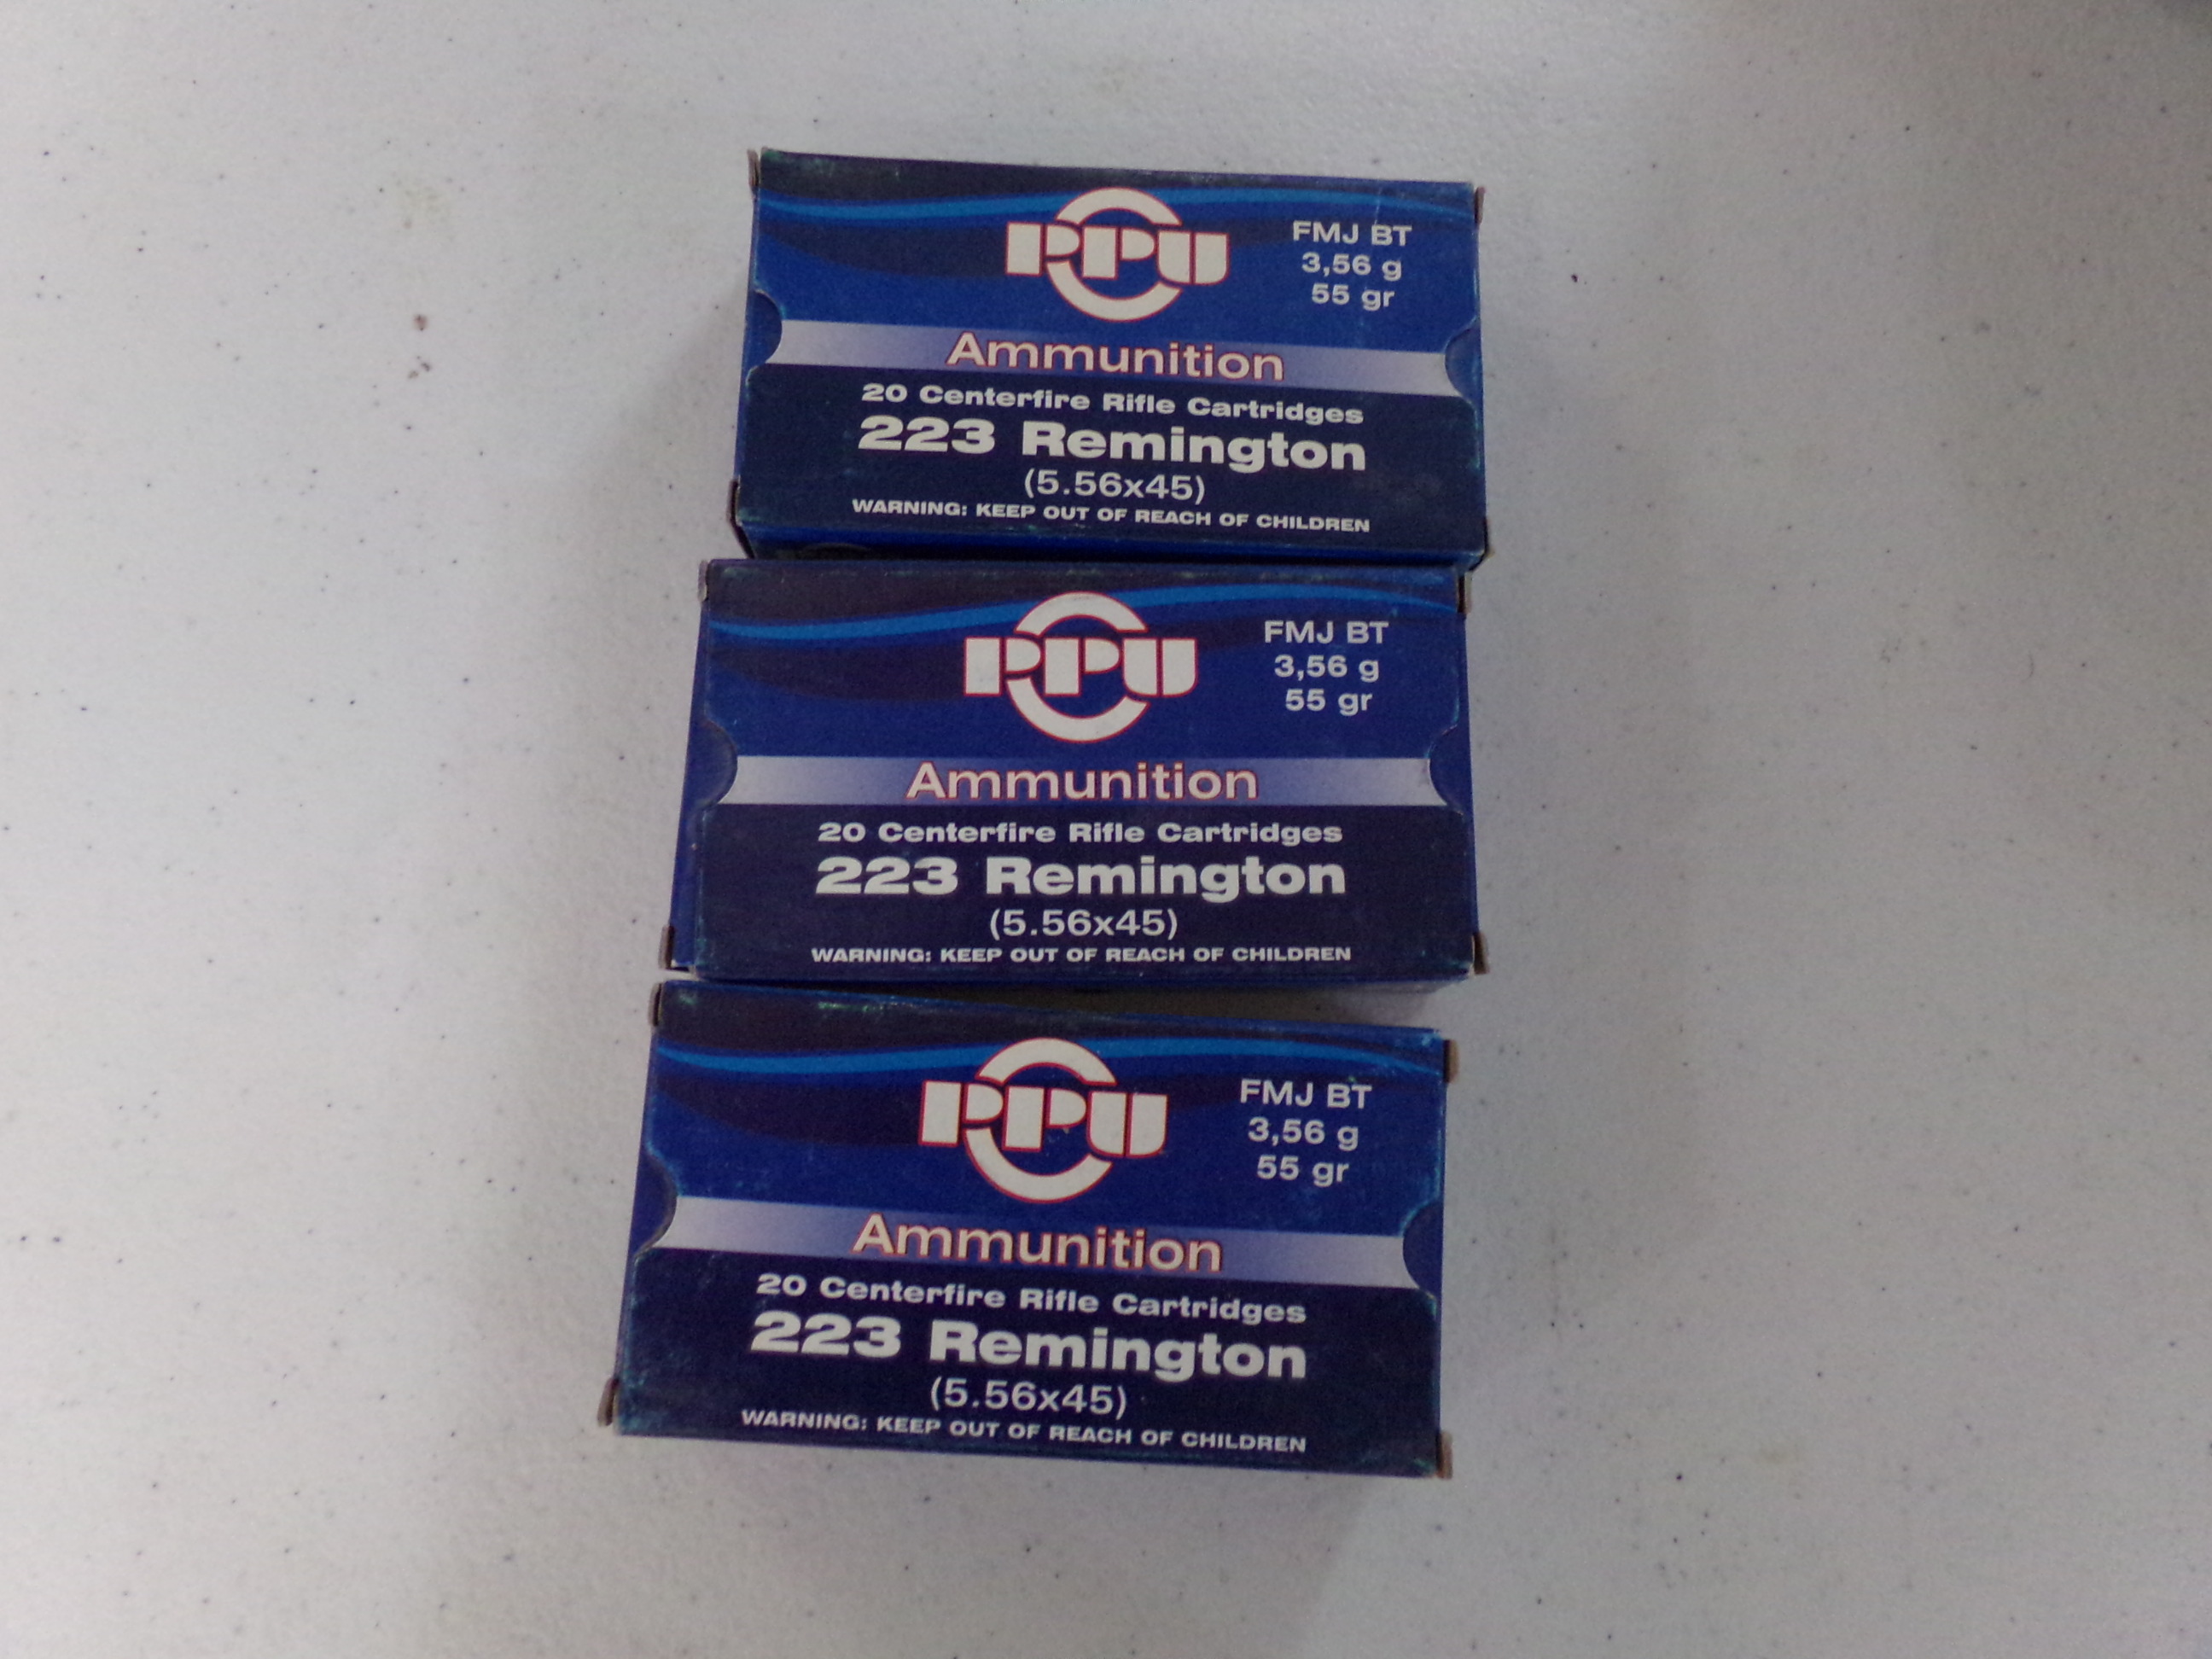 PPU
FMJ BT
3,56 g
55 gr
Ammunition
20 Centerfire Rifle Cartridges
223 Remington
(5.56x45)
WARNING: KEEP OUT OF REACH OF CHILDREN
PPU
FMJ BT
3,56 g
55 gr
Ammunition
20 Centerfire Rifle Cartridges
223 Remington
(5.56x45)
WARNING: KEEP OUT OF REACH OF CHILDREN
PPU
FMJ BT
3,56 g
55 gr
Ammunition
20 Centerfire Rifle Cartridges
223 Remington
(5.56x45)
WARNING: KEEP OUT OF REACH OF CHILDREN